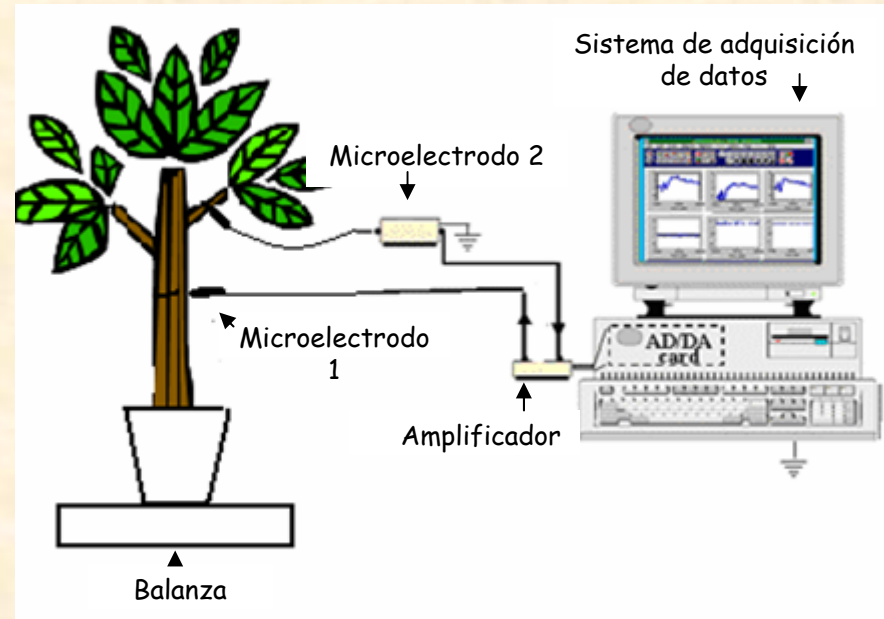 Sistema de adquisición
de datos
Microelectrodo 2
Microelectrodo
1
AD/DA
card
Amplificador
Balanza